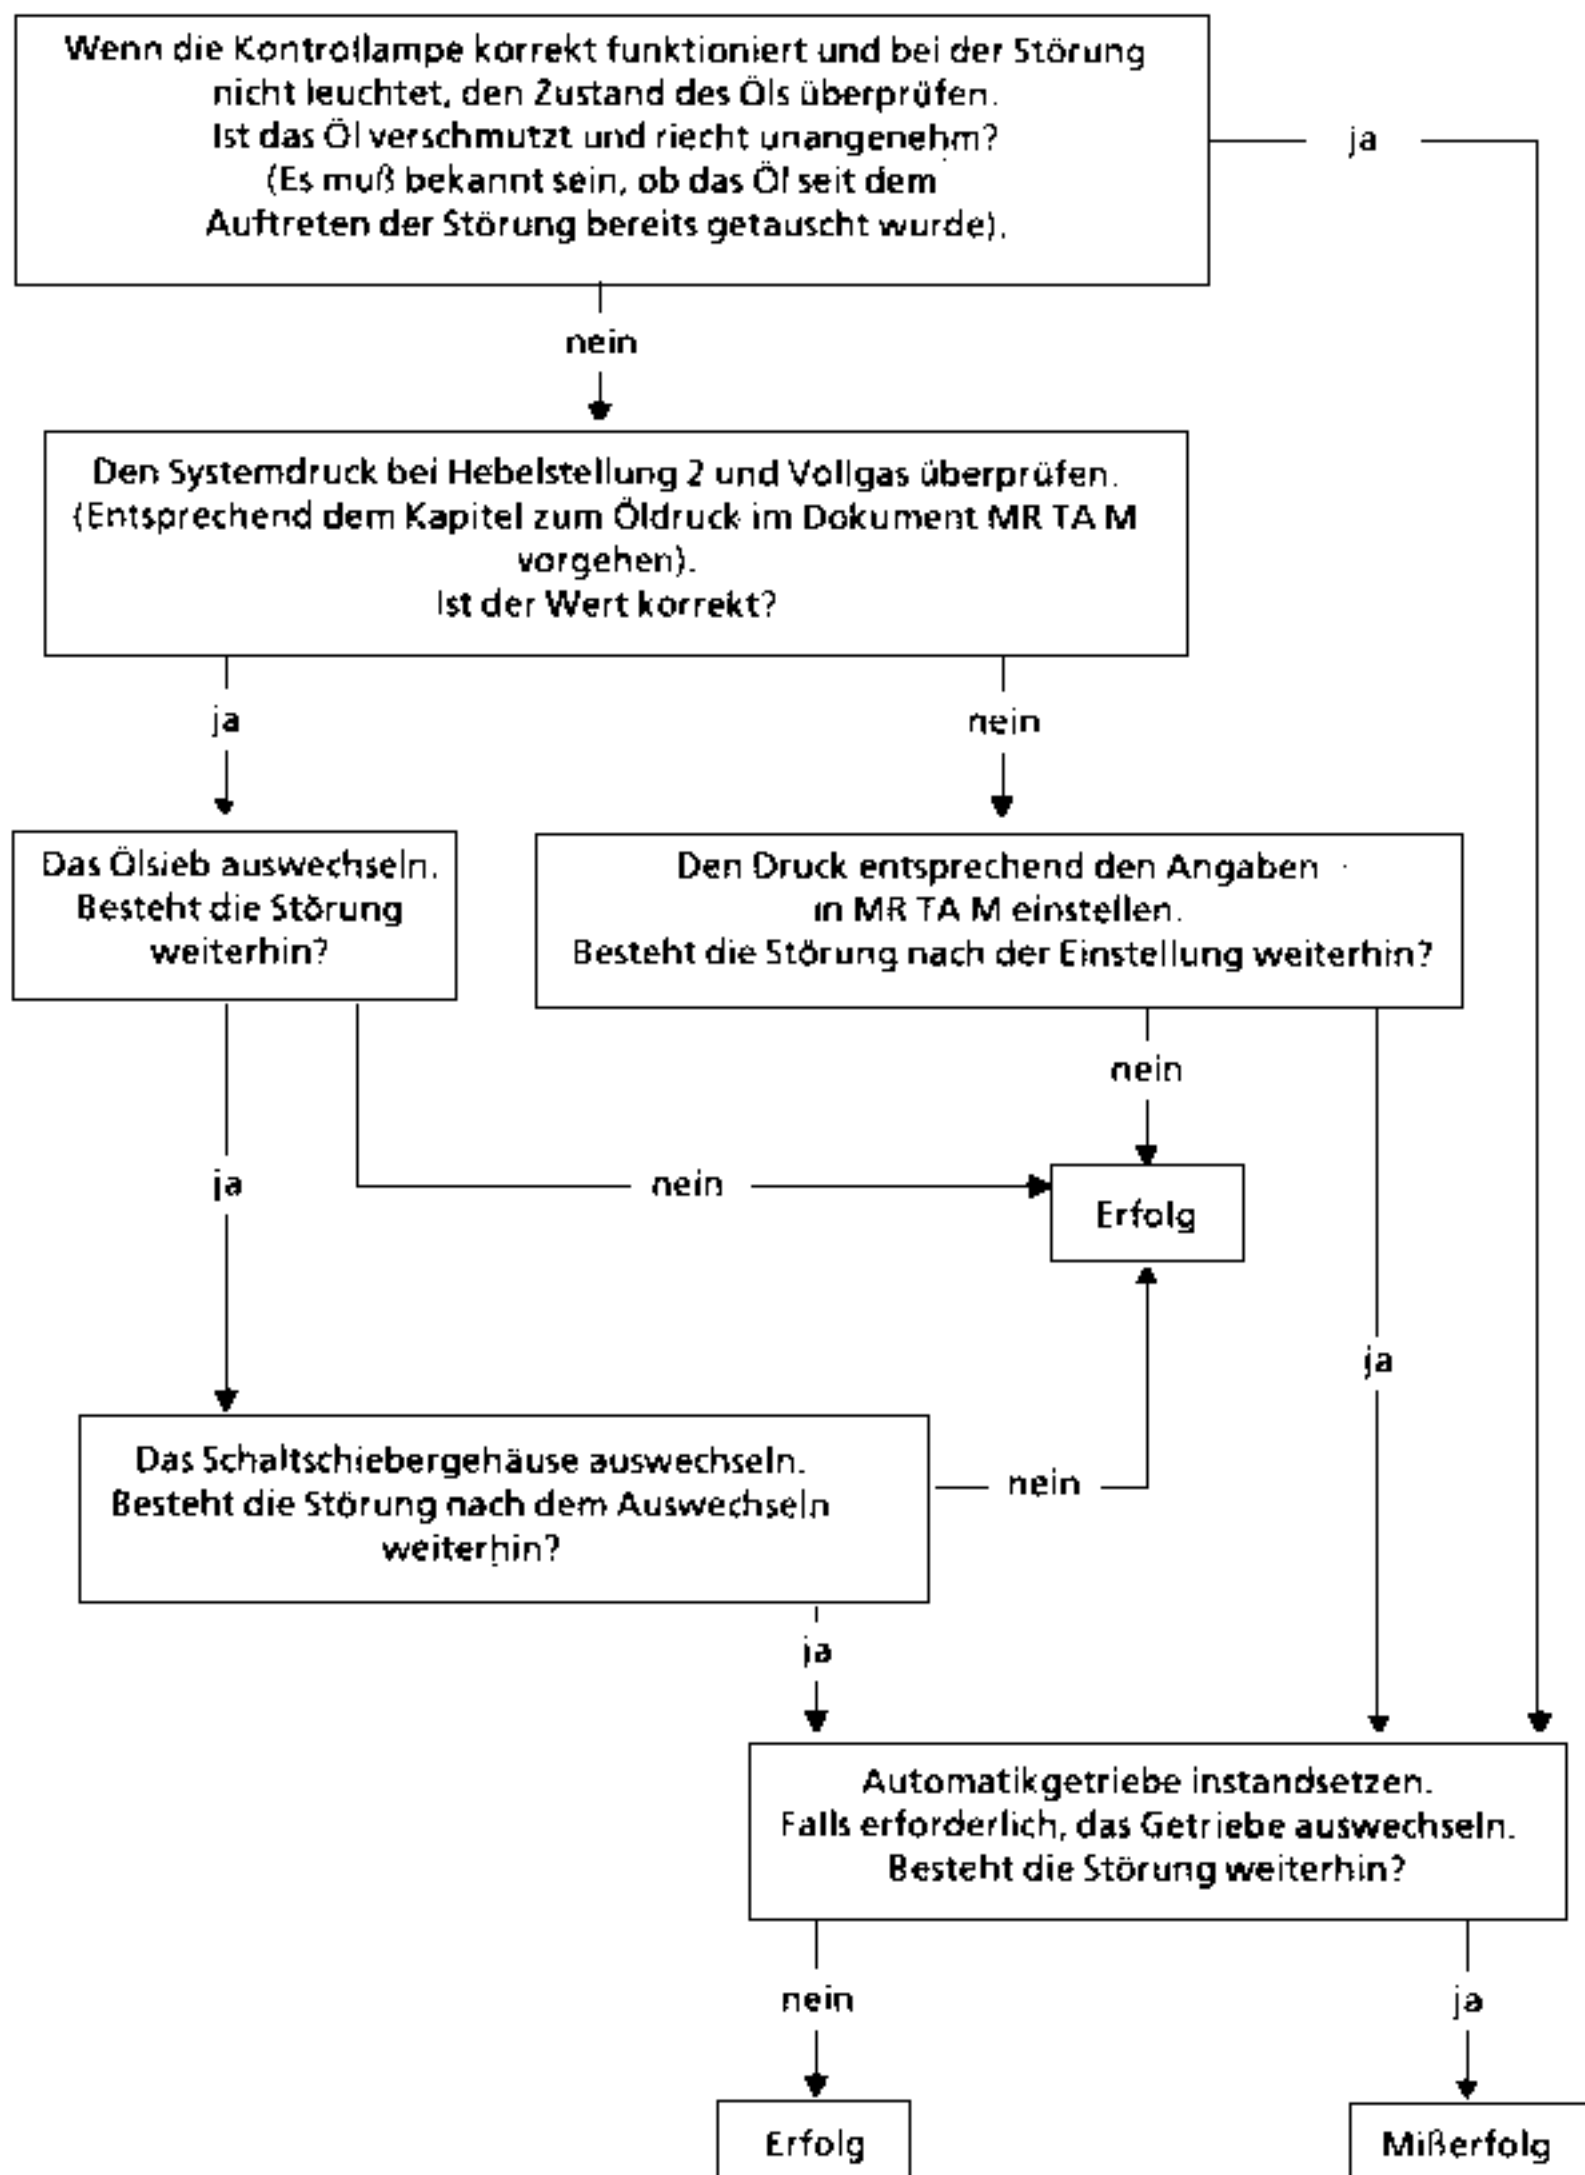 Wenn die Kontrollampe korrekt funktioniert und bei der Störung
nicht leuchtet, den Zustand des Öls überprüfen.
Ist das Öl verschmutzt und riecht unangenehm?
(Es muß bekannt sein, ob das Öl seit dem
Auftreten der Störung bereits getauscht wurde).
ja
nein
Den Systemdruck bei Hebelstellung 2 und Vollgas überprüfen.
(Entsprechend dem Kapitel zum Öldruck im Dokument MR TA M
vorgehen).
Ist der Wert korrekt?
ja
nein
Das Ölsieb auswechseln.
Besteht die Störung
weiterhin?
Den Druck entsprechend den Angaben
in MR TA M einstellen.
Besteht die Störung nach der Einstellung weiterhin?
nein
ja
nein
Erfolg
ja
Das Schaltschiebergehäuse auswechseln.
Besteht die Störung nach dem Auswechseln
weiterhin?
nein
ja
Automatikgetriebe instandsetzen.
Falls erforderlich, das Getriebe auswechseln.
Besteht die Störung weiterhin?
nein
ja
Erfolg
Mißerfolg